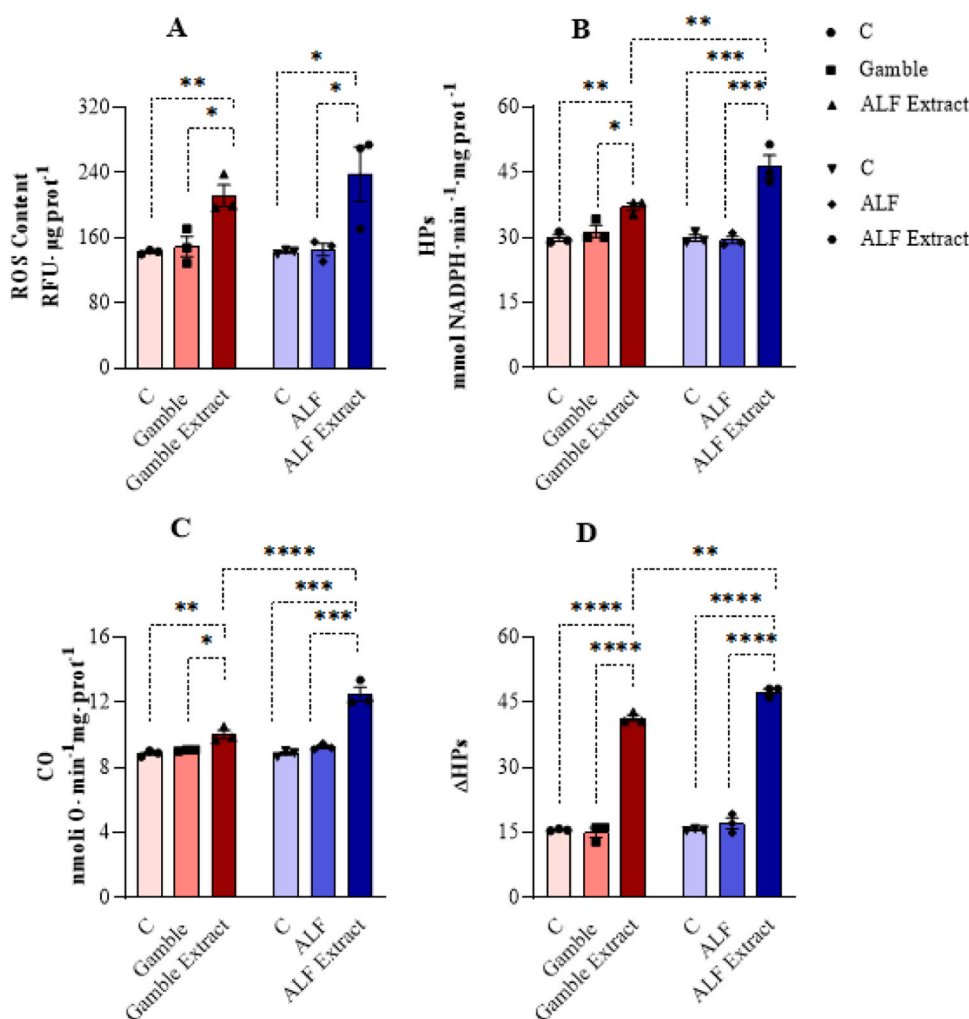 A
*
**
*
*
320
240
160
80
0
ROS Content
RFU· µg prot⁻¹
C
Gamble
Gamble Extract
C
ALF
ALF Extract
B
**
***
**
***
*
60
45
30
15
0
HPs
mmol NADPH·min⁻¹·mg prot⁻¹
C
Gamble
Gamble Extract
C
ALF
ALF Extract
C
Gamble
ALF Extract
C
ALF
ALF Extract
C
****
***
**
***
*
16
12
8
4
0
CO
nmoli O· min⁻¹mg·prot⁻¹
C
Gamble
Gamble Extract
C
ALF
ALF Extract
D
**
****
****
****
****
60
45
30
15
0
ΔHPs
C
Gamble
Gamble Extract
C
ALF
ALF Extract